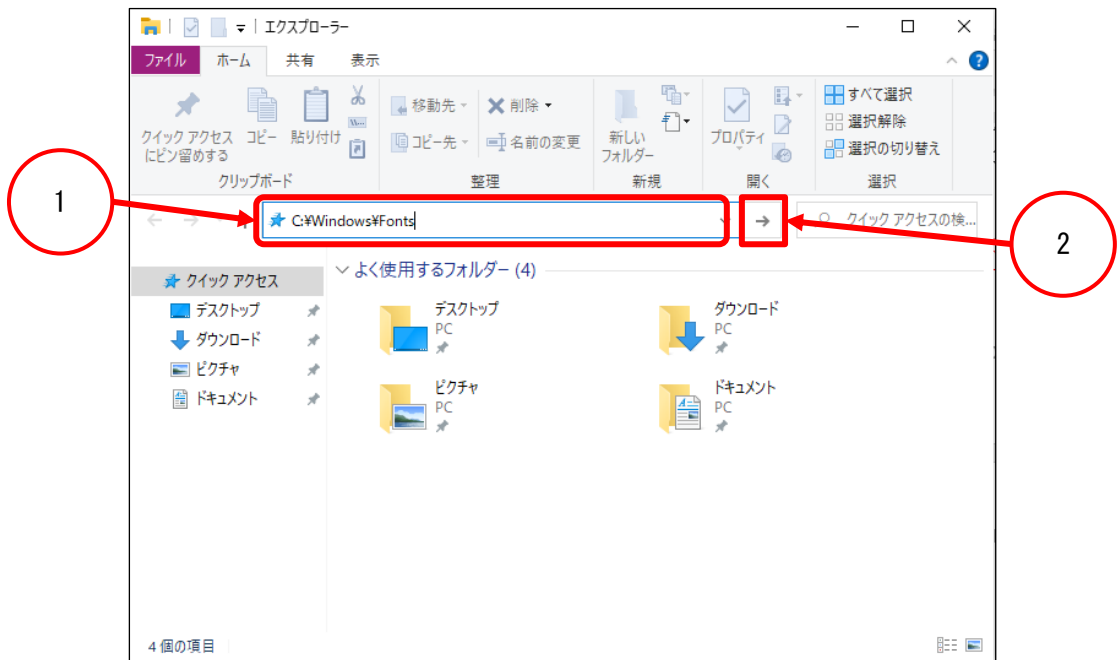 エクスプローラー
ファイル ホーム 共有 表示
クイック アクセス
にピン留めする
コピー
貼り付け
移動先
コピー先
削除
名前の変更
新しい
フォルダー
プロパティ
すべて選択
選択解除
選択の切り替え
クリップボード 整理 新規 開く 選択
1
C:¥Windows¥Fonts
クイック アクセスの検...
2
クイック アクセス
デスクトップ
ダウンロード
ピクチャ
ドキュメント
よく使用するフォルダー (4)
デスクトップ
PC
ダウンロード
PC
ピクチャ
PC
ドキュメント
PC
4 個の項目